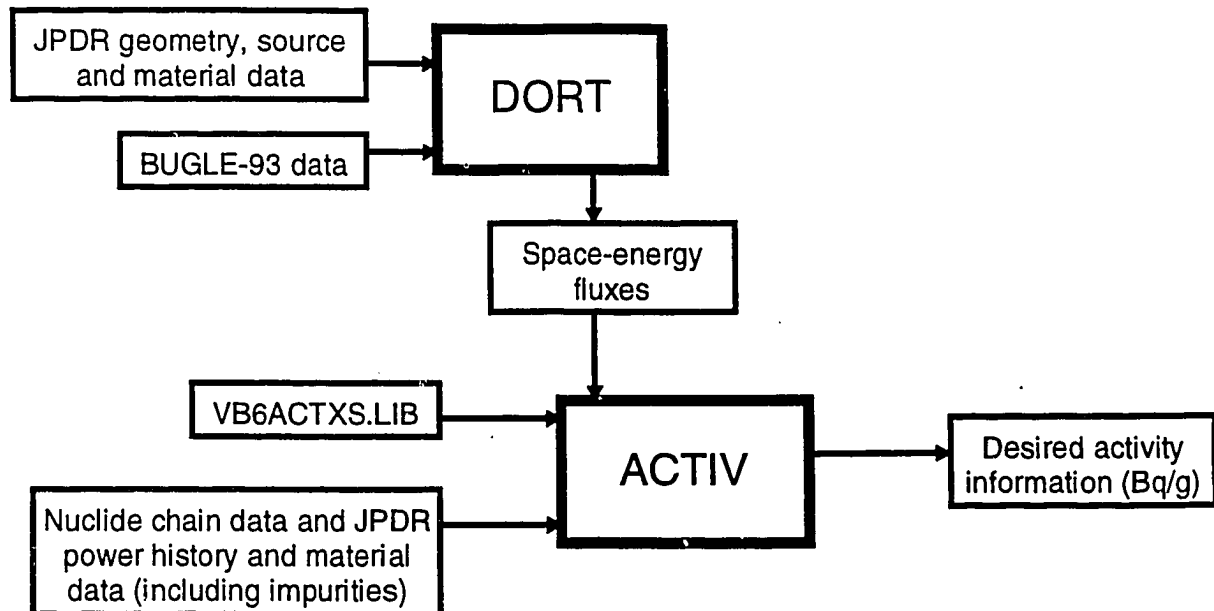 JPDR geometry, source
and material data
DORT
BUGLE-93 data
Space-energy
fluxes
VB6ACTXS.LIB
ACTIV
Desired activity
information (Bq/g)
Nuclide chain data and JPDR
power history and material
data (including impurities)